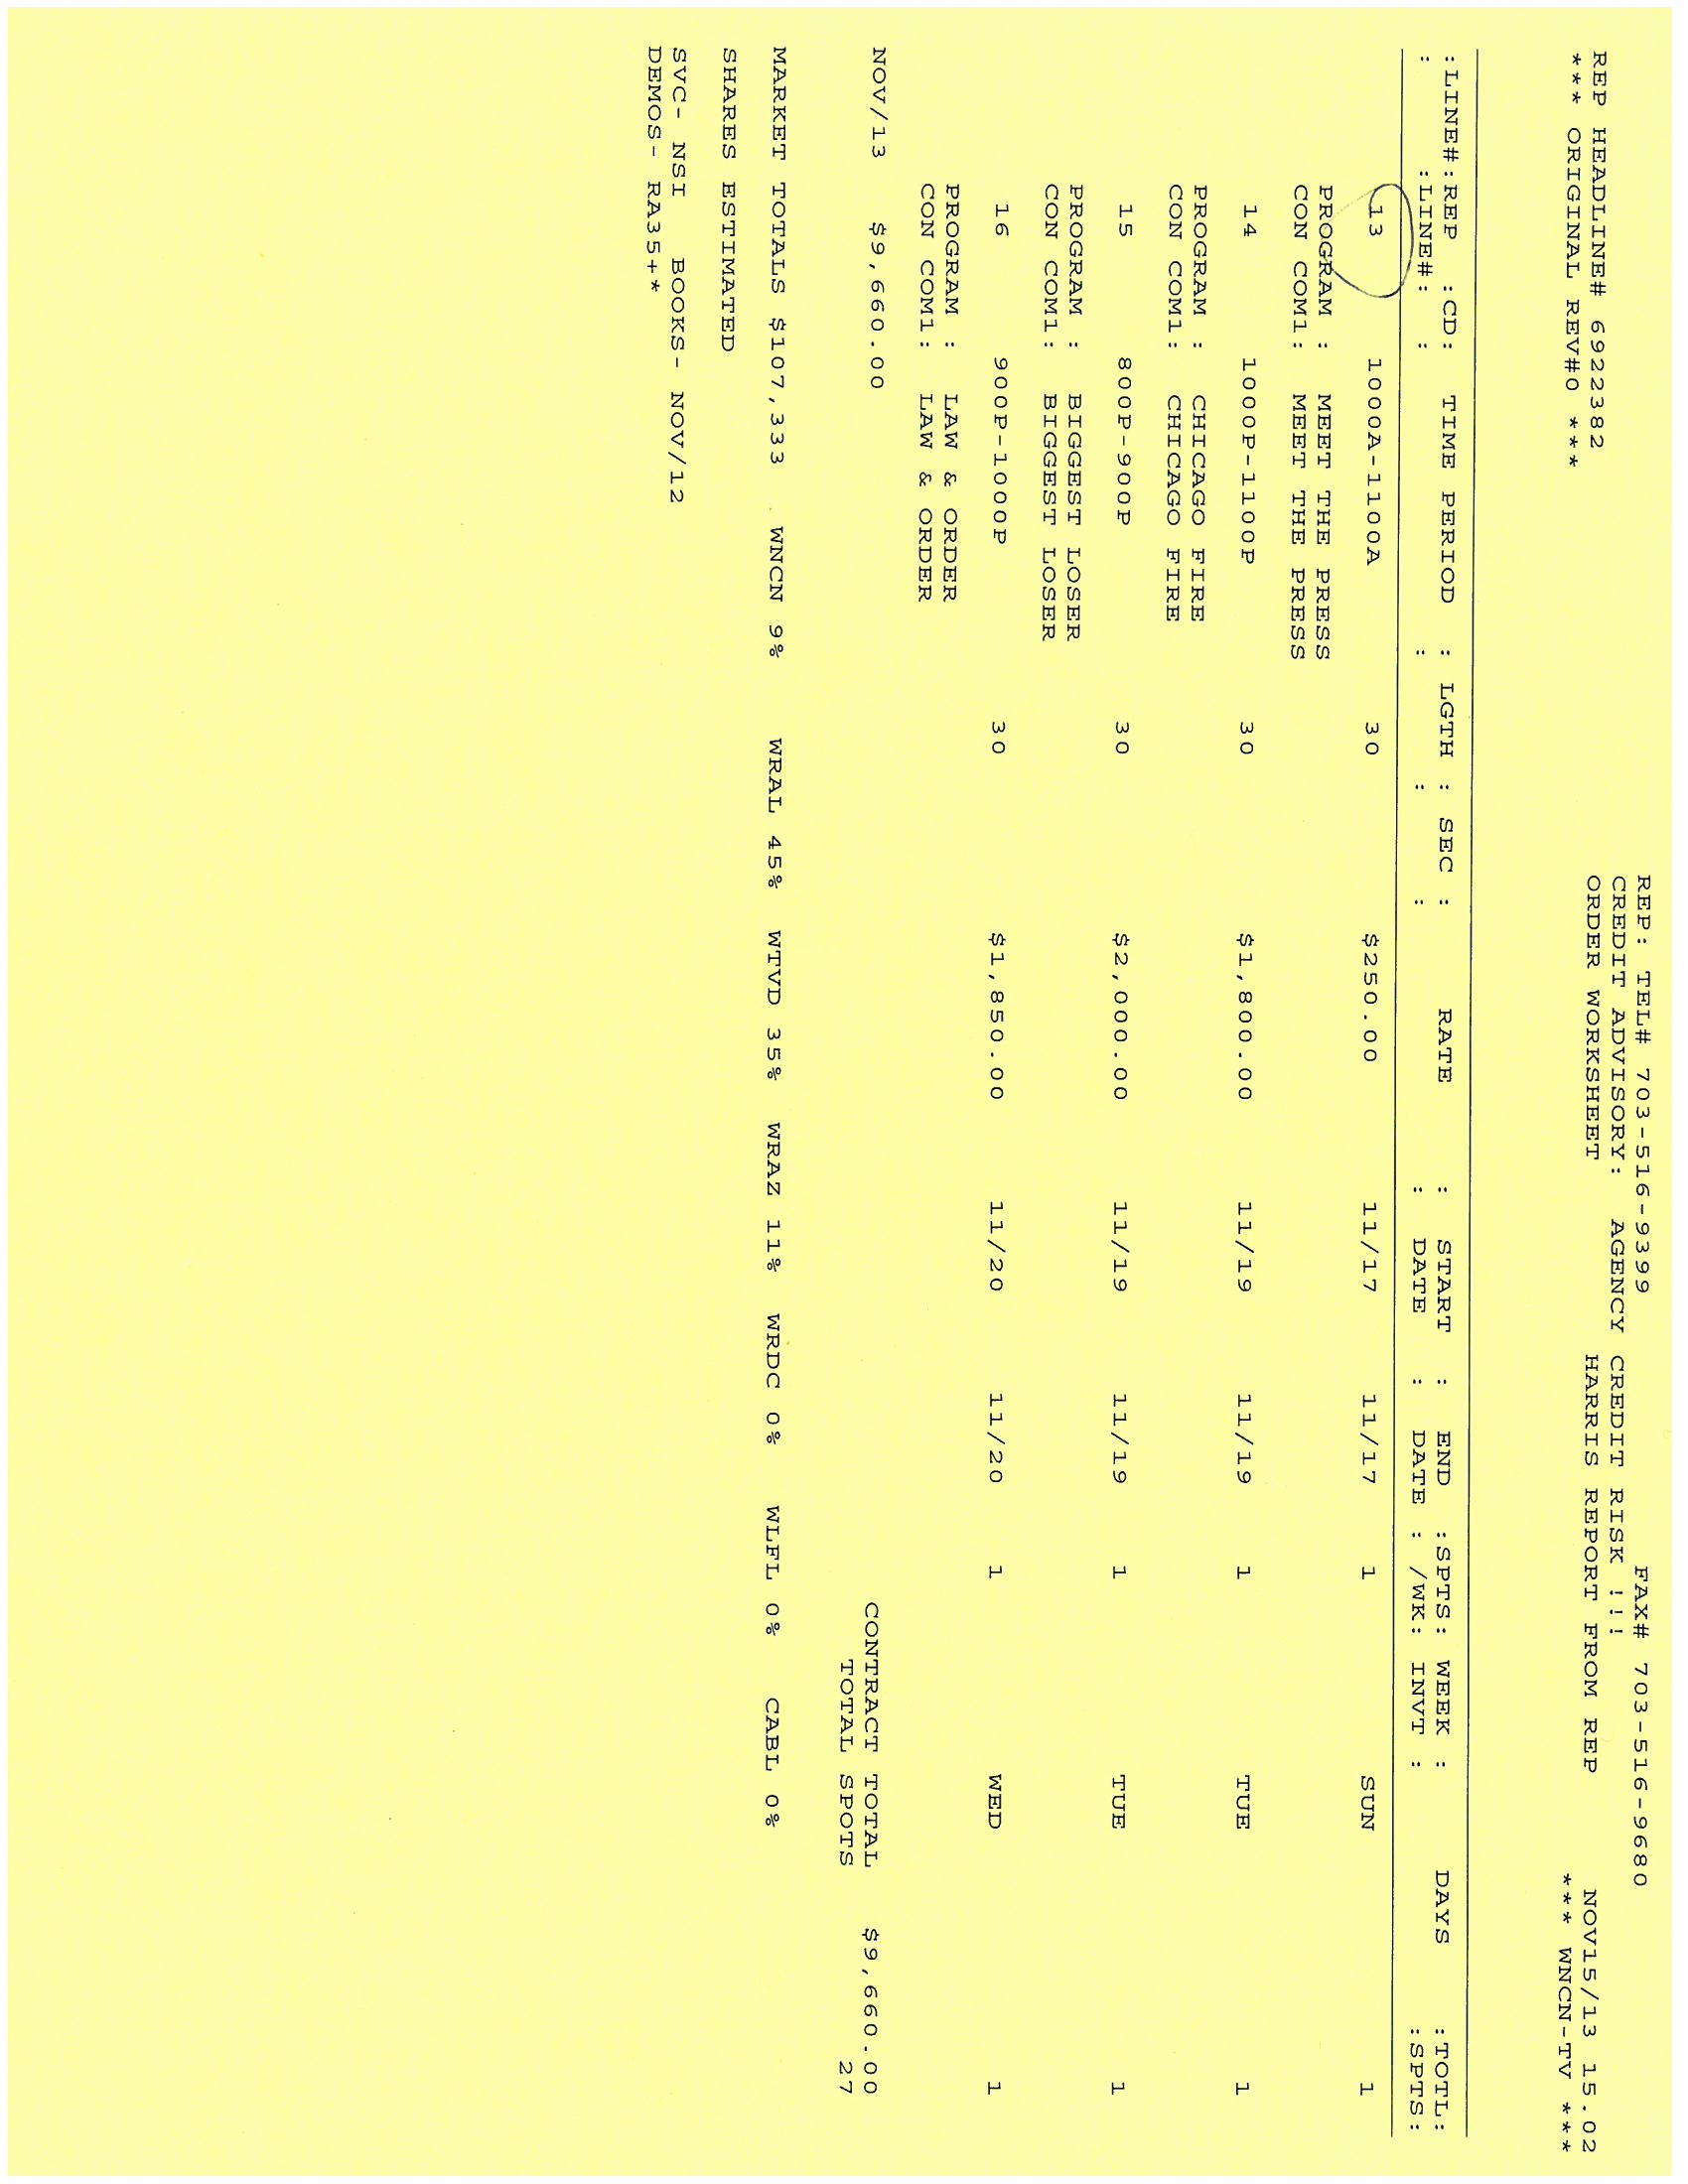 REP: TEL# 703-516-9399 FAX# 703-516-9680
CREDIT ADVISORY: AGENCY CREDIT RISK !!!
REP HEADLINE# 6922382 ORDER WORKSHEET HARRIS REPORT FROM REP NOV15/13 15.02
*** ORIGINAL REV#0 *** *** WNCN-TV ***
:LINE#:REP :CD: TIME PERIOD : LGTH : SEC : RATE : START : END :SPTS: WEEK : DAYS :TOTL:
: :LINE#: : : : : : DATE : DATE : /WK: INVT : :SPTS:
13 1000A-1100A 30 $250.00 11/17 11/17 1 SUN 1
PROGRAM : MEET THE PRESS
CON COM1: MEET THE PRESS
14 1000P-1100P 30 $1,800.00 11/19 11/19 1 TUE 1
PROGRAM : CHICAGO FIRE
CON COM1: CHICAGO FIRE
15 800P-900P 30 $2,000.00 11/19 11/19 1 TUE 1
PROGRAM : BIGGEST LOSER
CON COM1: BIGGEST LOSER
16 900P-1000P 30 $1,850.00 11/20 11/20 1 WED 1
PROGRAM : LAW & ORDER
CON COM1: LAW & ORDER
NOV/13 $9,660.00 CONTRACT TOTAL $9,660.00
TOTAL SPOTS 27
MARKET TOTALS $107,333 WNCN 9% WRAL 45% WTVD 35% WRAZ 11% WRDC 0% WLFL 0% CABL 0%
SHARES ESTIMATED
SVC- NSI BOOKS- NOV/12
DEMOS- RA35+*